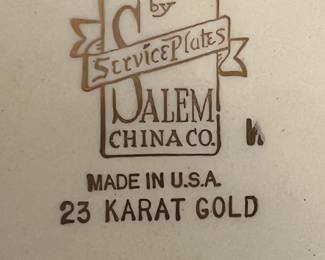 by
Service Plates
SALEM
CHINA CO.
MADE IN U.S.A.
23 KARAT GOLD